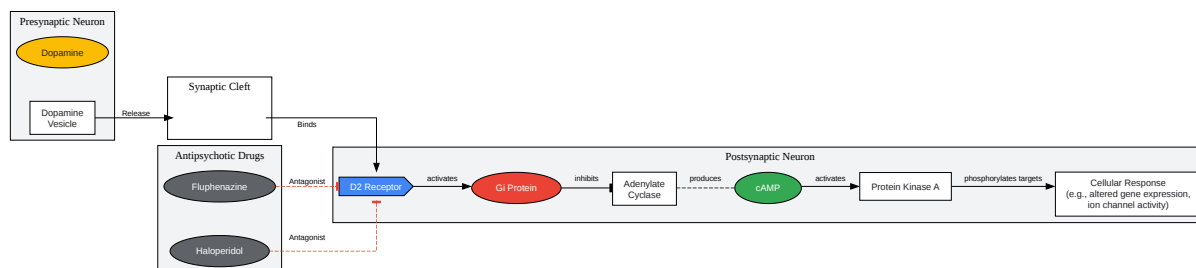 Presynaptic Neuron
Dopamine
Dopamine
Vesicle
Release
Synaptic Cleft
Binds
Antipsychotic Drugs
Fluphenazine
Antagonist
Haloperidol
Antagonist
Postsynaptic Neuron
D2 Receptor
activates
Gi Protein
inhibits
Adenylate
Cyclase
produces
cAMP
activates
Protein Kinase A
phosphorylates targets
Cellular Response
(e.g., altered gene expression,
ion channel activity)